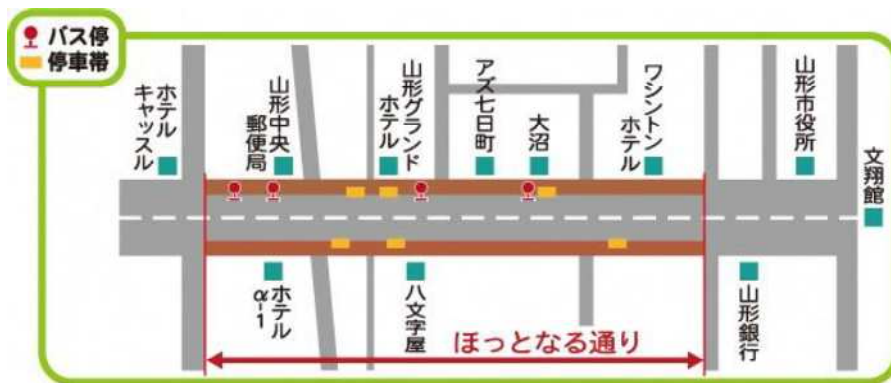 バス停
停車帯
ホテル
キャッスル
山形中央
郵便局
山形グランド
ホテル
アズ七日町
大沼
ワシントン
ホテル
山形市役所
文翔館
ホテル
α-1
八文字屋
山形銀行
ほっとなる通り